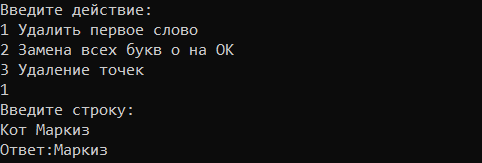 Введите действие:
1 Удалить первое слово
2 Замена всех букв о на ОК
3 Удаление точек
1
Введите строку:
Кот Маркиз
Ответ:Маркиз